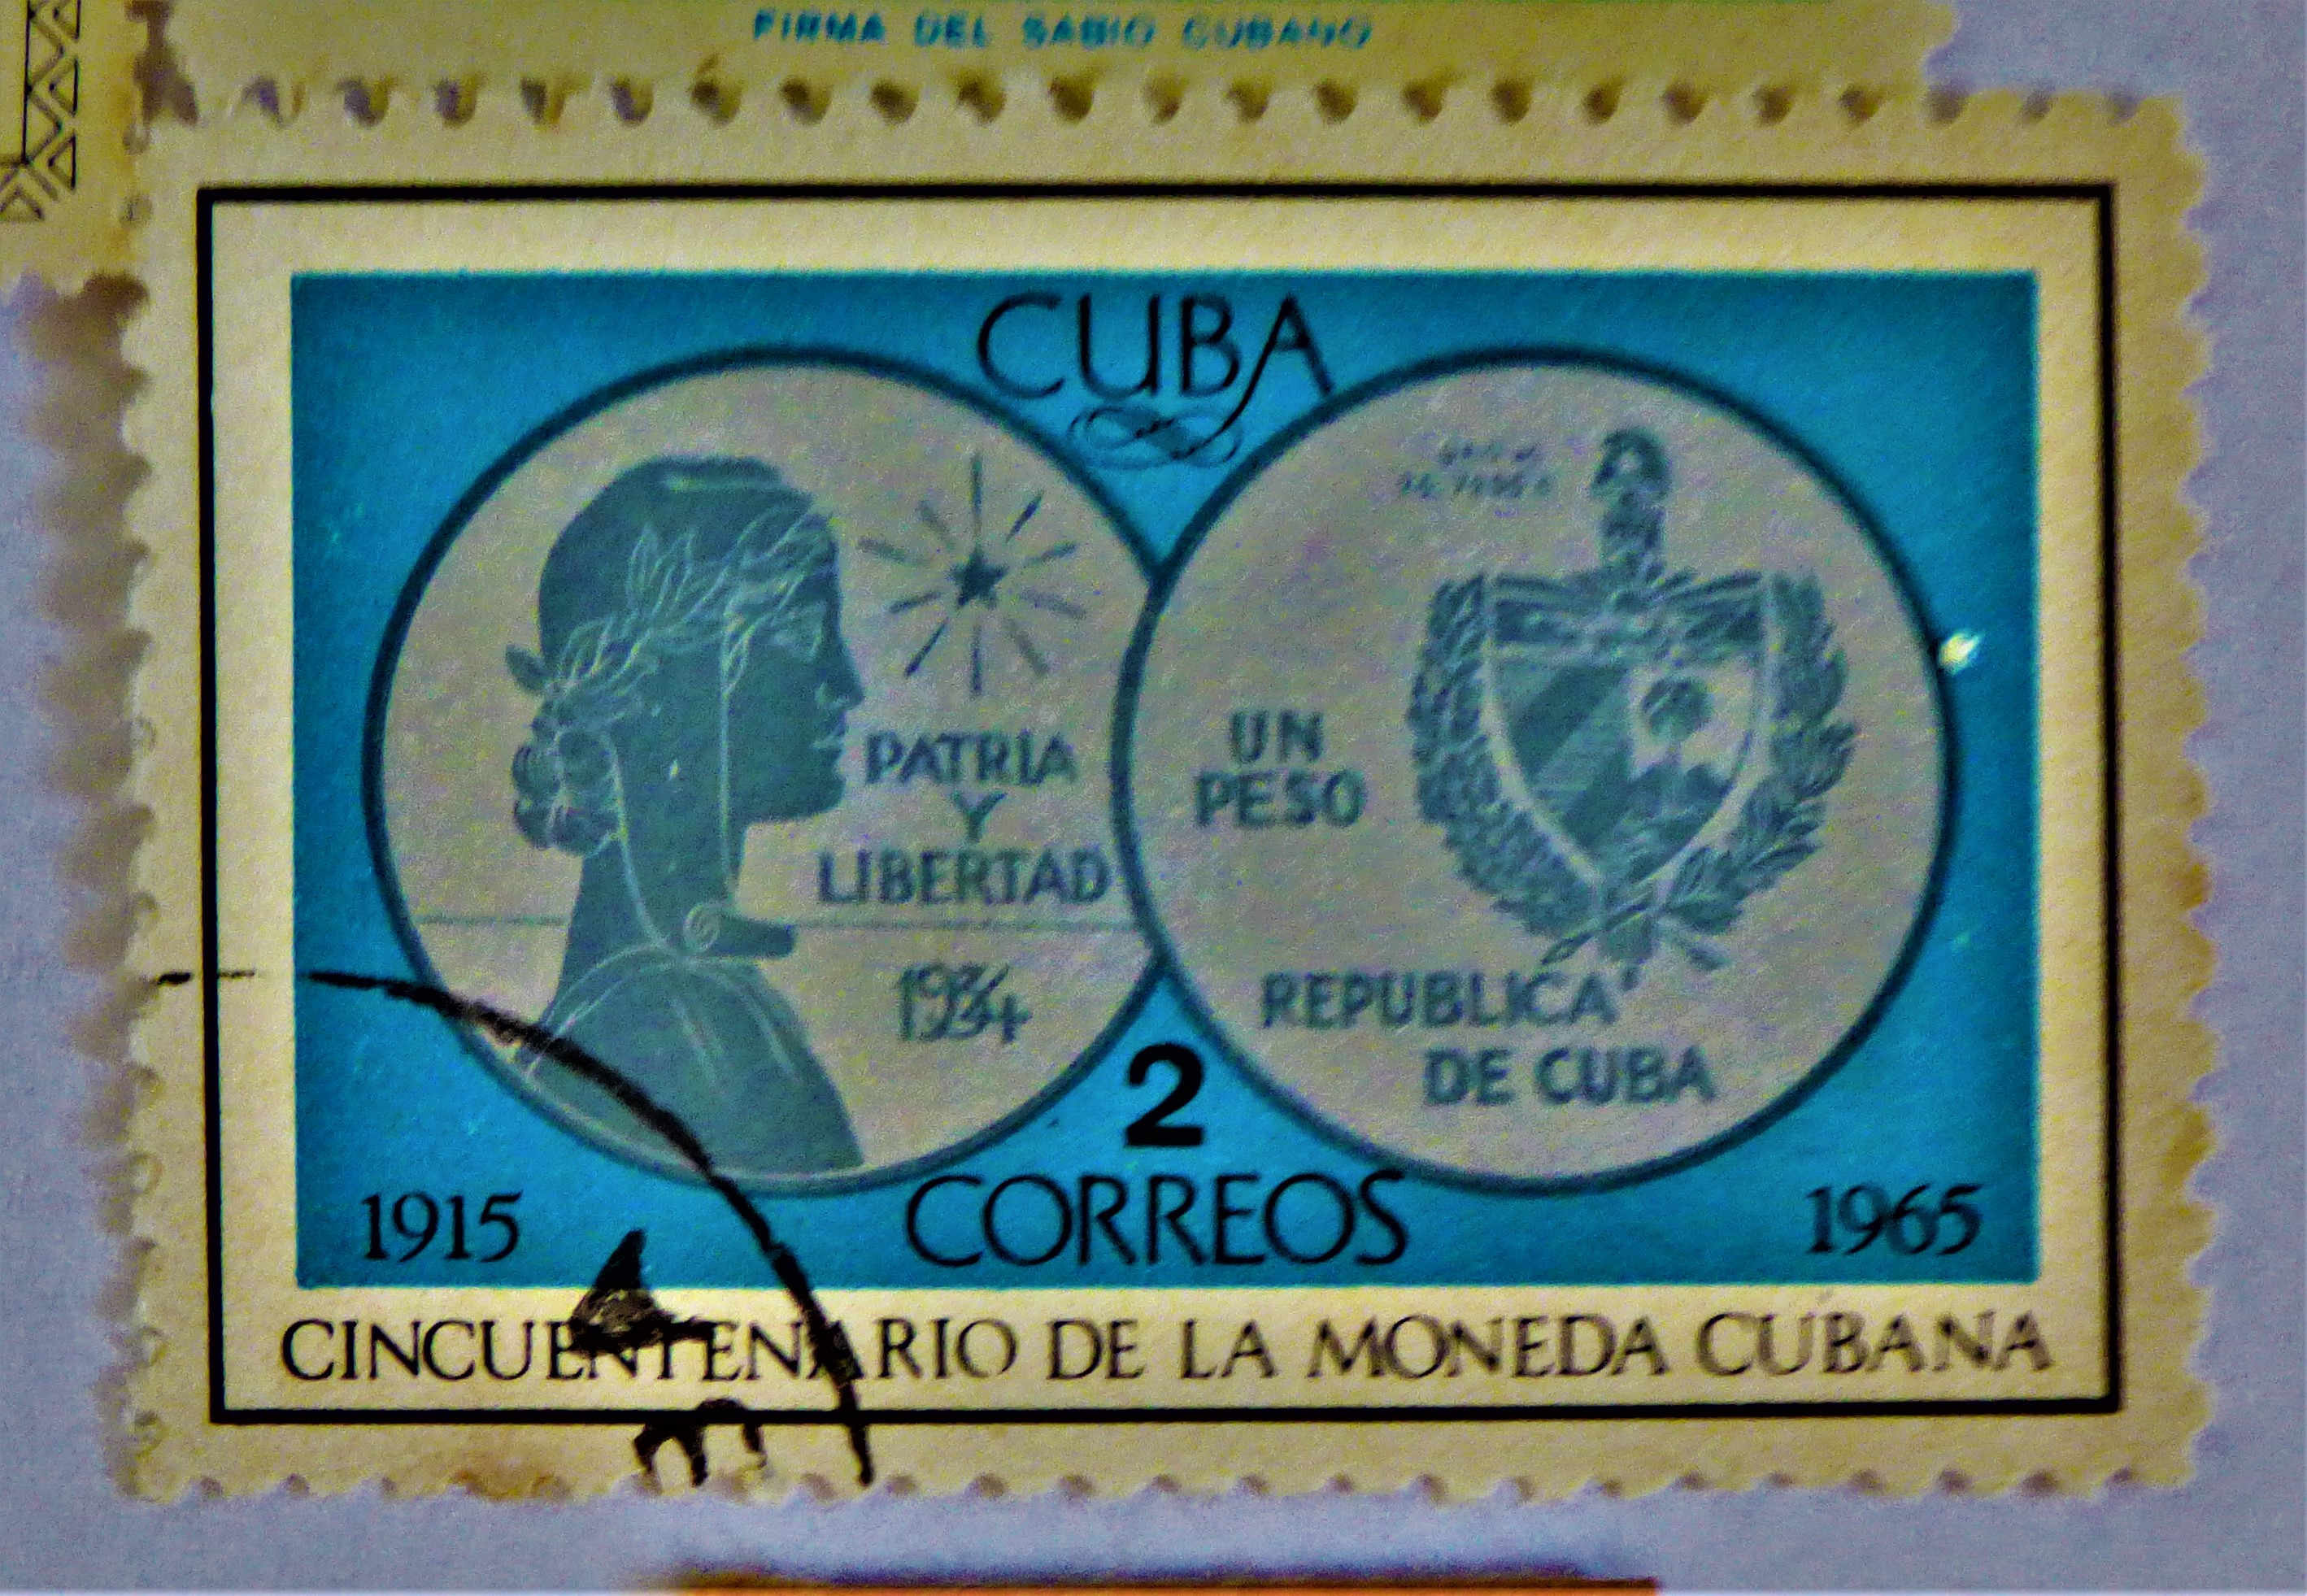 FIRMA DEL SABIO CUBANO
CUBA
PATRIA
Y
LIBERTAD
1934
UN
PESO
REPUBLICA
DE CUBA
2
CORREOS
1915
1965
CINCUENTENARIO DE LA MONEDA CUBANA